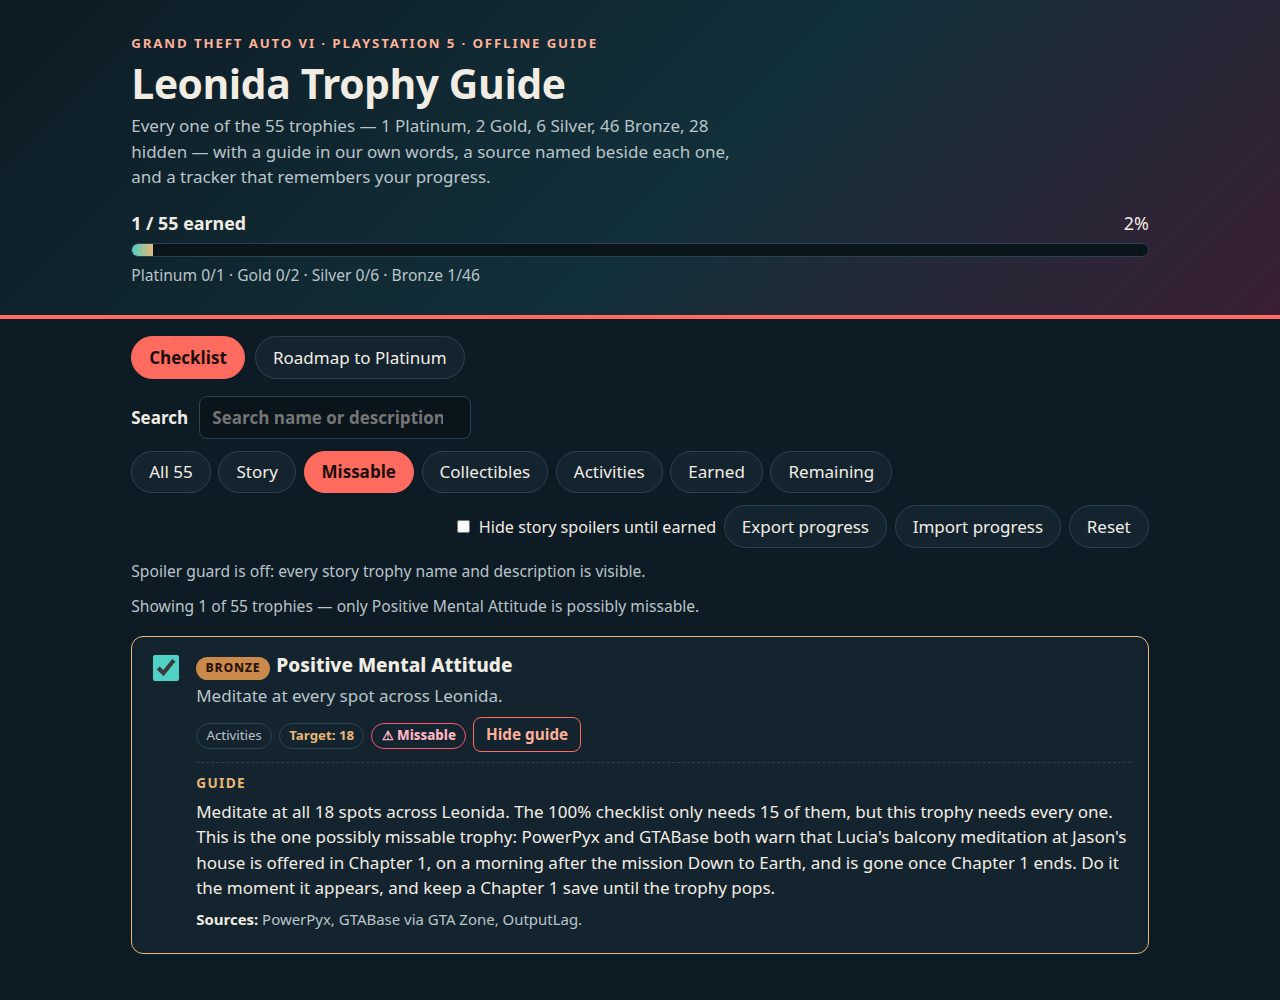 GRAND THEFT AUTO VI · PLAYSTATION 5 · OFFLINE GUIDE
Leonida Trophy Guide
Every one of the 55 trophies — 1 Platinum, 2 Gold, 6 Silver, 46 Bronze, 28
hidden — with a guide in our own words, a source named beside each one,
and a tracker that remembers your progress.
1 / 55 earned 2%
Platinum 0/1 · Gold 0/2 · Silver 0/6 · Bronze 1/46
Checklist Roadmap to Platinum
Search Search name or description
All 55 Story Missable Collectibles Activities Earned Remaining
Hide story spoilers until earned Export progress Import progress Reset
Spoiler guard is off: every story trophy name and description is visible.
Showing 1 of 55 trophies — only Positive Mental Attitude is possibly missable.
BRONZE Positive Mental Attitude
Meditate at every spot across Leonida.
Activities Target: 18 ⚠ Missable Hide guide
GUIDE
Meditate at all 18 spots across Leonida. The 100% checklist only needs 15 of them, but this trophy needs every one.
This is the one possibly missable trophy: PowerPyx and GTABase both warn that Lucia's balcony meditation at Jason's
house is offered in Chapter 1, on a morning after the mission Down to Earth, and is gone once Chapter 1 ends. Do it
the moment it appears, and keep a Chapter 1 save until the trophy pops.
Sources: PowerPyx, GTABase via GTA Zone, OutputLag.